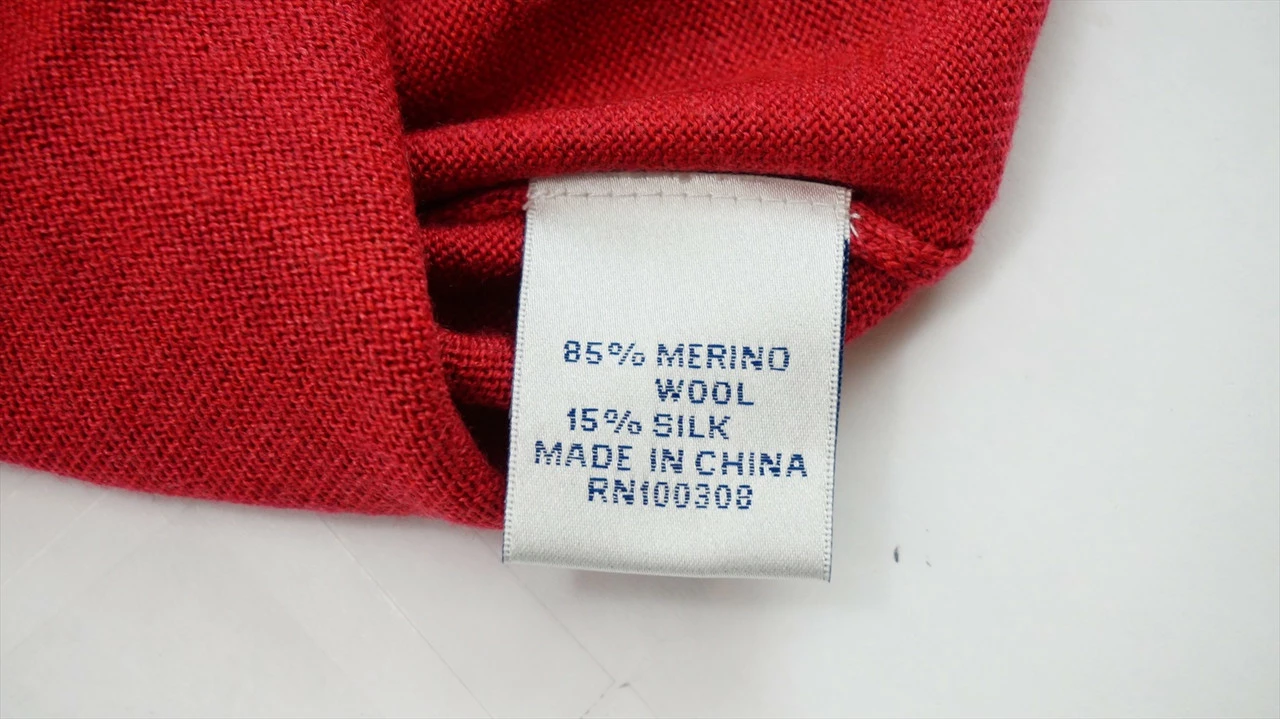 85% MERINO
WOOL
15% SILK
MADE IN CHINA
RN100308